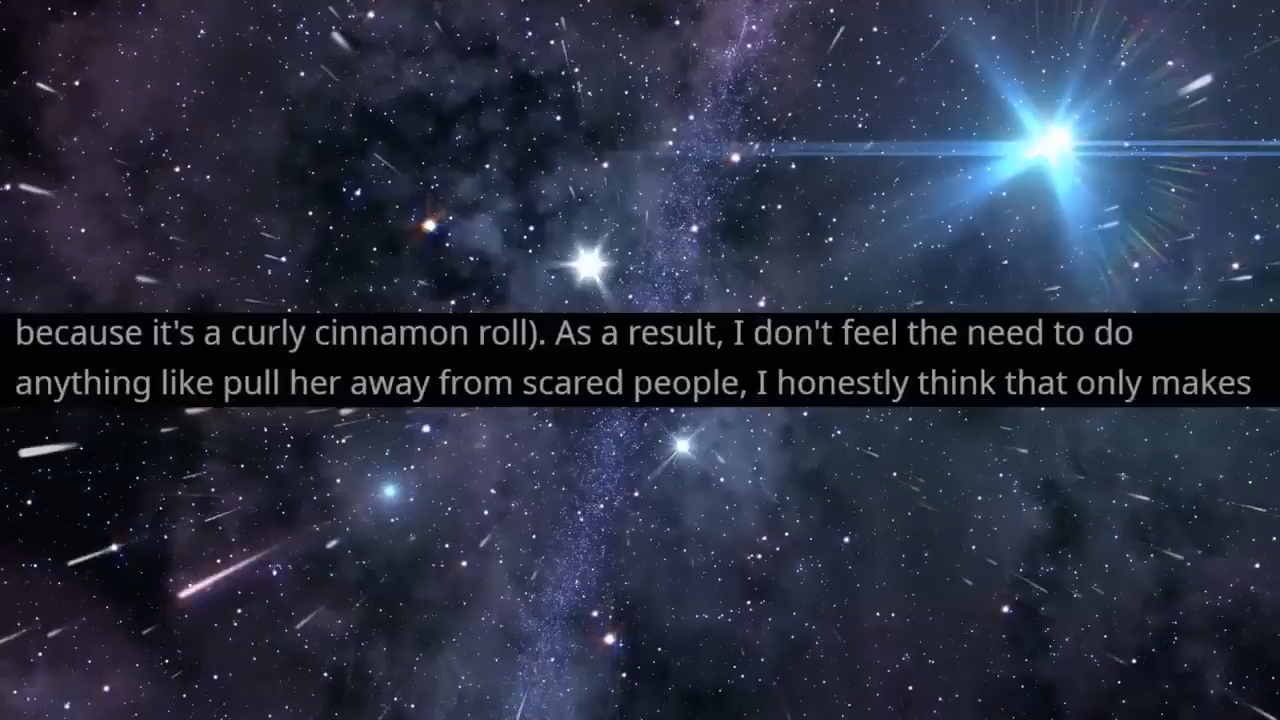 because it's a curly cinnamon roll). As a result, I don't feel the need to do
anything like pull her away from scared people, I honestly think that only makes